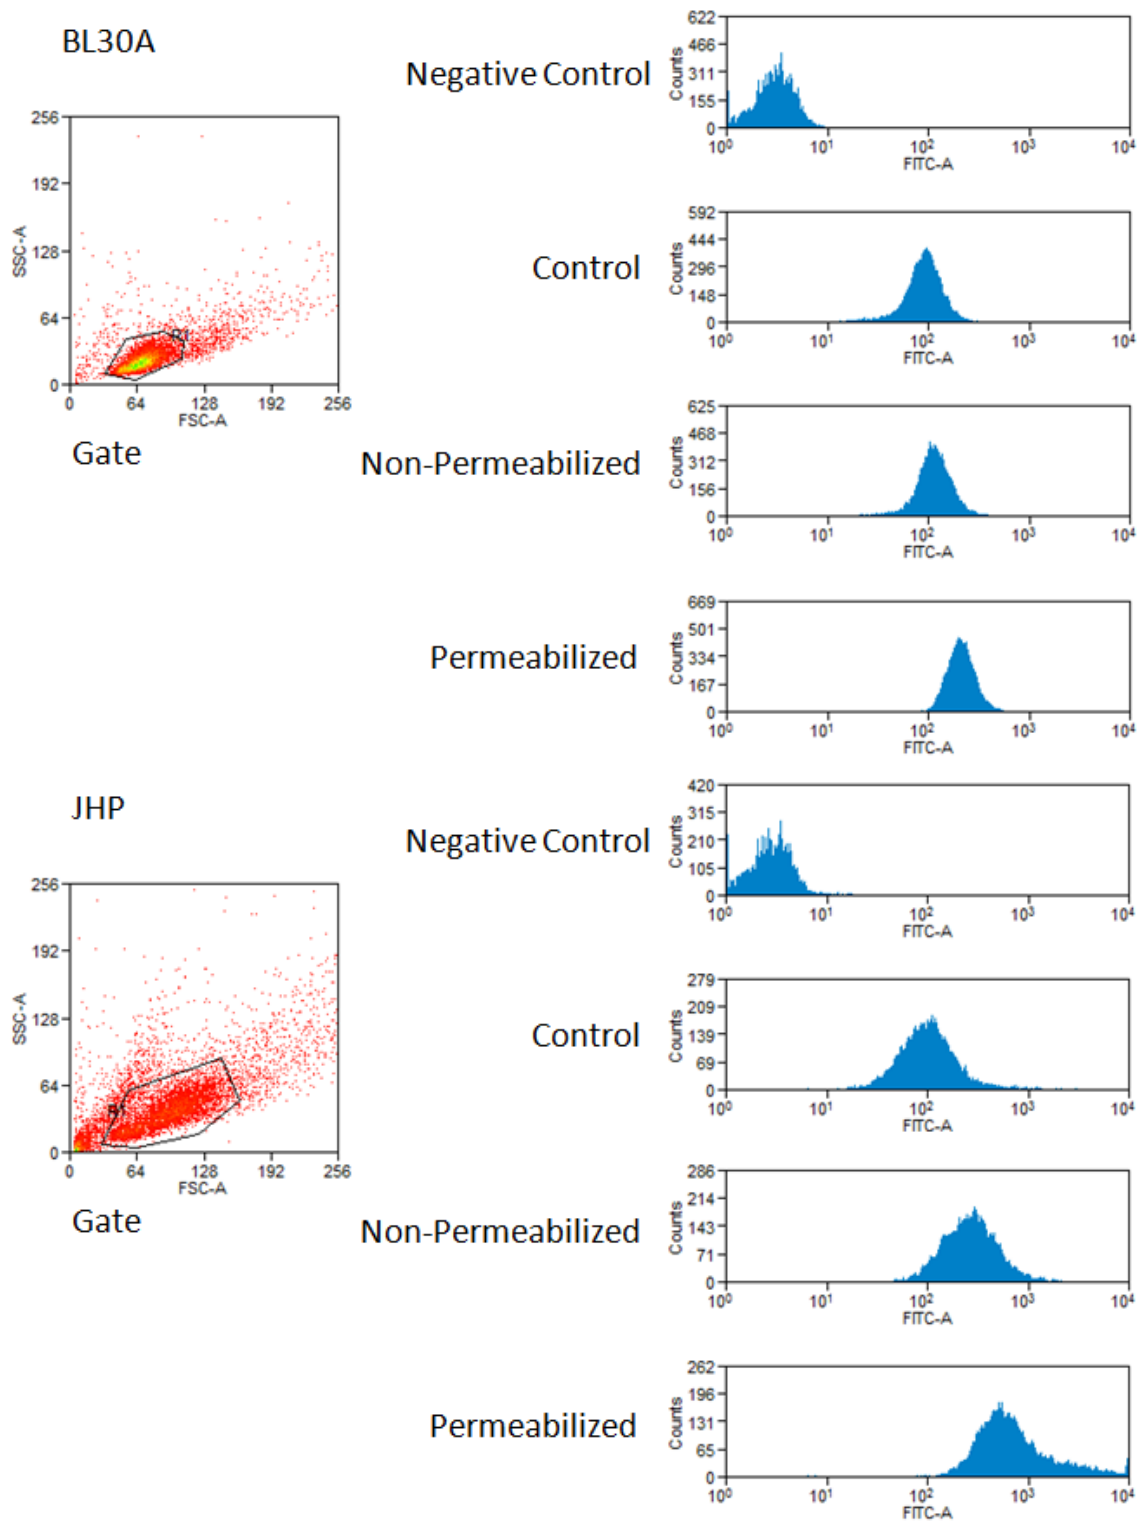 BL30A
Negative Control
622
466
311
155
0
Counts
10⁰ 10¹ 10² 10³ 10⁴
FITC-A
256
192
128
64
0
SSC-A
0 64 128 192 256
FSC-A
Gate
Control
592
444
296
148
0
Counts
10⁰ 10¹ 10² 10³ 10⁴
FITC-A
Non-Permeabilized
625
468
312
156
0
Counts
10⁰ 10¹ 10² 10³ 10⁴
FITC-A
Permeabilized
669
501
334
167
0
Counts
10⁰ 10¹ 10² 10³ 10⁴
FITC-A
JHP
Negative Control
420
315
210
105
0
Counts
10⁰ 10¹ 10² 10³ 10⁴
FITC-A
256
192
128
64
0
SSC-A
0 64 128 192 256
FSC-A
Gate
Control
279
209
139
69
0
Counts
10⁰ 10¹ 10² 10³ 10⁴
FITC-A
Non-Permeabilized
286
214
143
71
0
Counts
10⁰ 10¹ 10² 10³ 10⁴
FITC-A
Permeabilized
262
196
131
65
0
Counts
10⁰ 10¹ 10² 10³ 10⁴
FITC-A